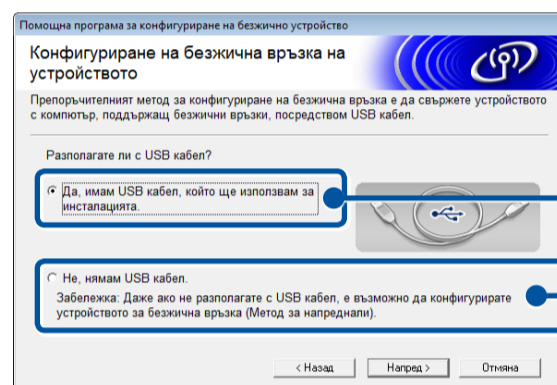 Помощна програма за конфигуриране на безжично устройство
Конфигуриране на безжична връзка на
устройството
Препоръчителният метод за конфигуриране на безжична връзка е да свържете устройството
с компютър, поддържащ безжични връзки, посредством USB кабел.
Разполагате ли с USB кабел?
Да, имам USB кабел, който ще използвам за
инсталацията.
Не, нямам USB кабел.
Забележка: Даже ако не разполагате с USB кабел, е възможно да конфигурирате
устройството за безжична връзка (Метод за напреднали).
< Назад
Напред >
Отмяна